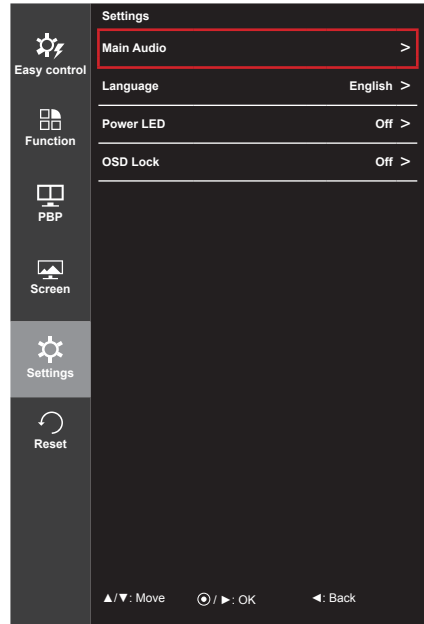 Settings
Easy control
Function
PBP
Screen
Settings
Reset
Main Audio >
Language English >
Power LED Off >
OSD Lock Off >
▲/▼: Move ⦿ / ►: OK ◄: Back